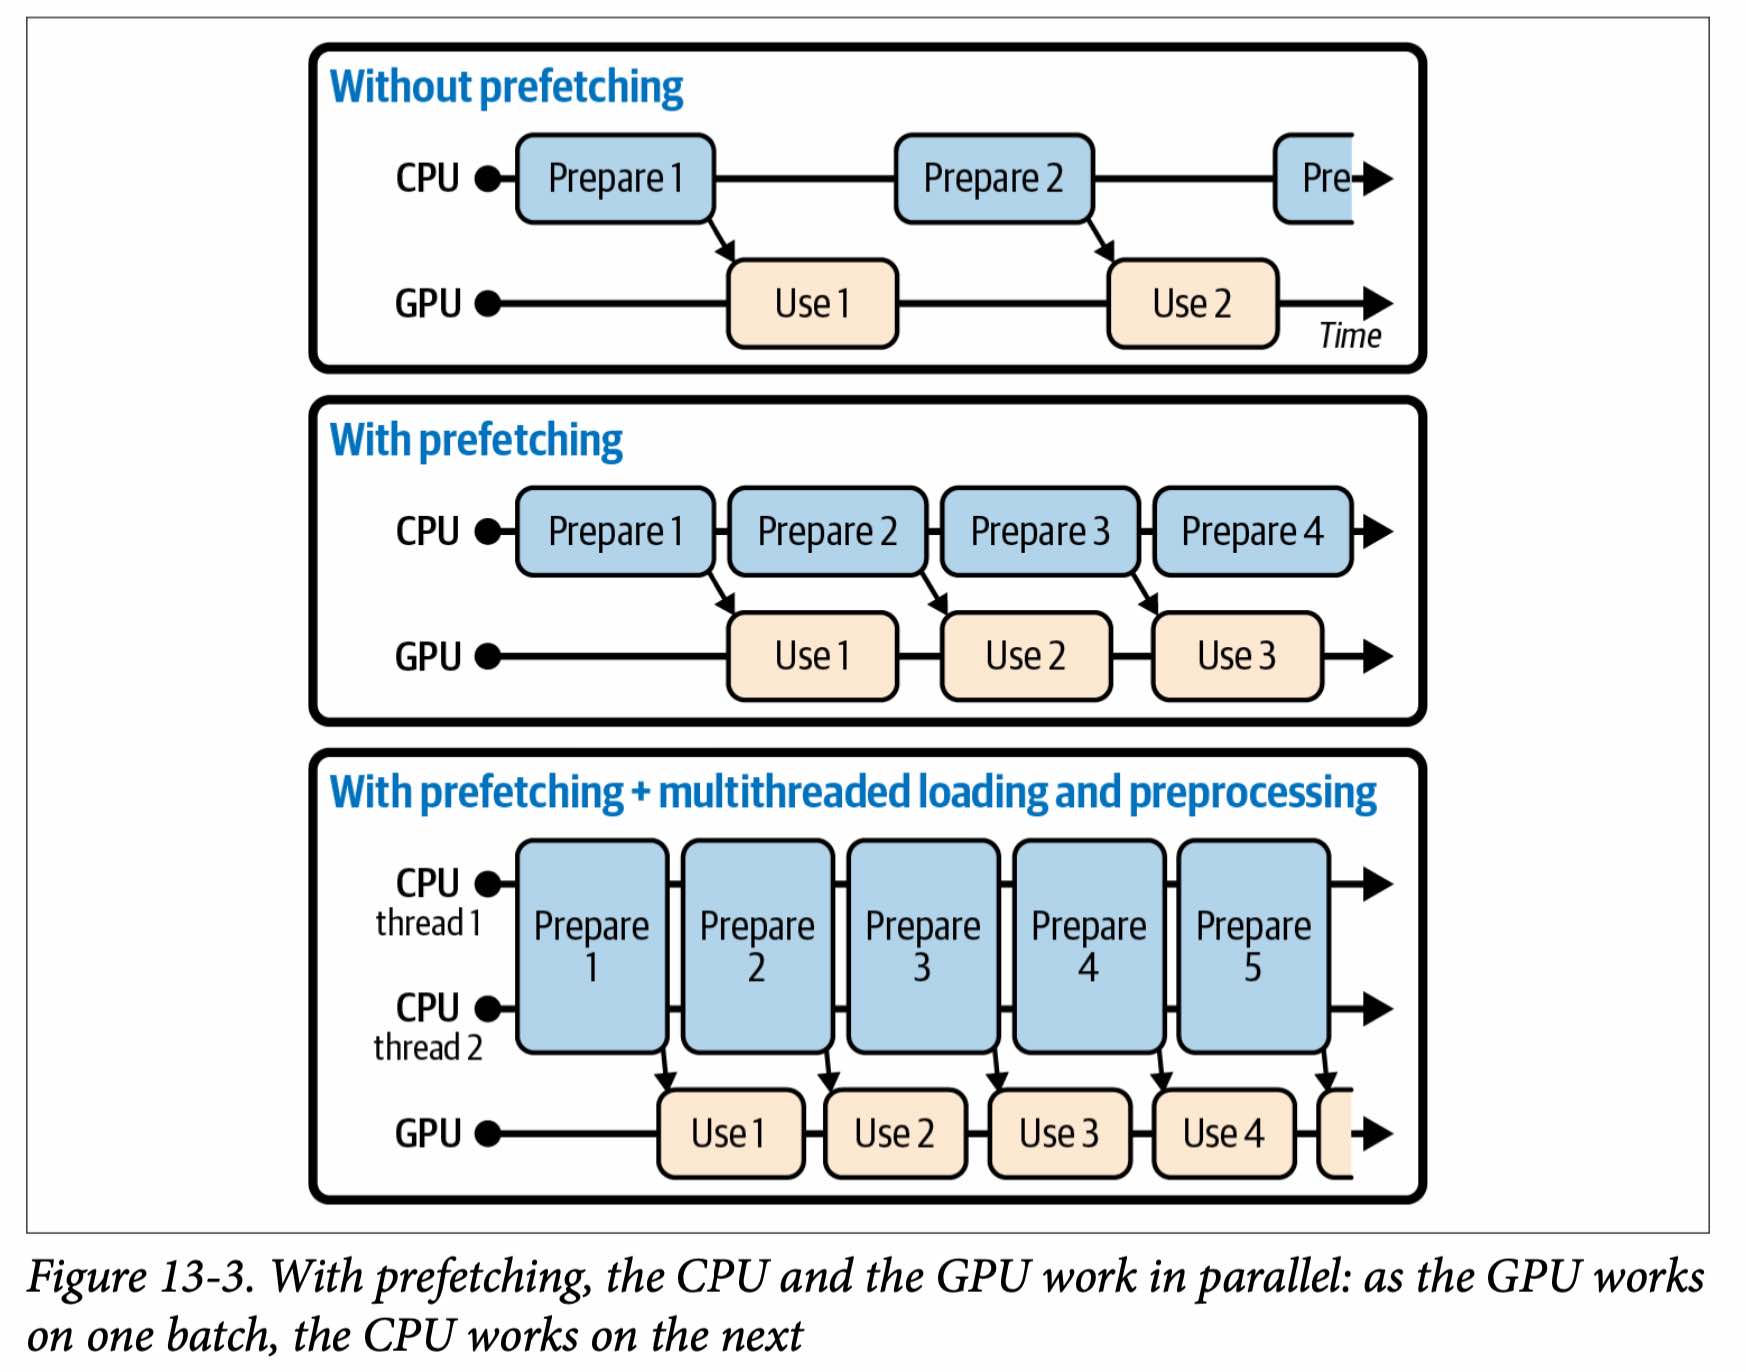 Without prefetching
CPU Prepare 1 Prepare 2 Pre
GPU Use 1 Use 2
Time
With prefetching
CPU Prepare 1 Prepare 2 Prepare 3 Prepare 4
GPU Use 1 Use 2 Use 3
With prefetching + multithreaded loading and preprocessing
CPU
thread 1
Prepare
1
Prepare
2
Prepare
3
Prepare
4
Prepare
5
CPU
thread 2
GPU Use 1 Use 2 Use 3 Use 4
Figure 13-3. With prefetching, the CPU and the GPU work in parallel: as the GPU works
on one batch, the CPU works on the next